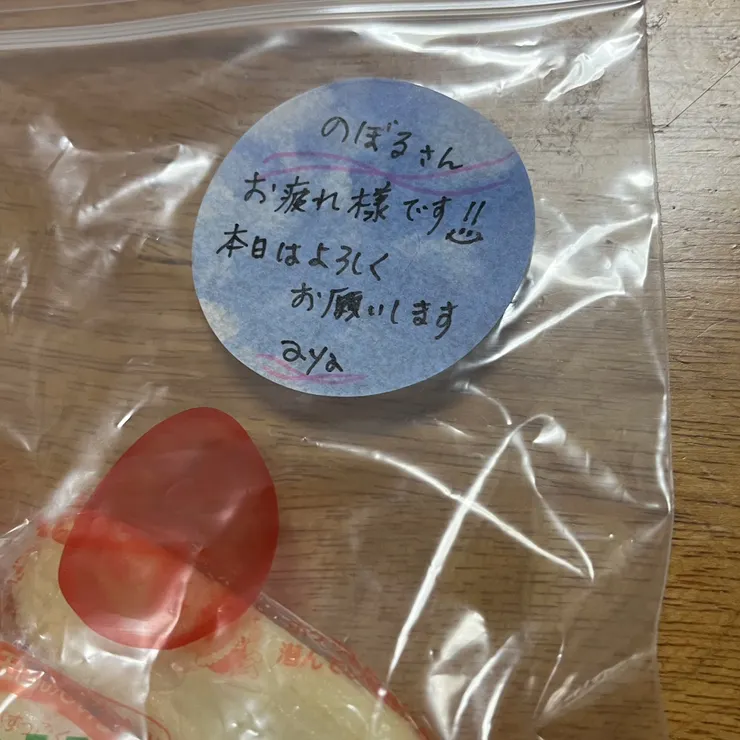 のぼるさん
お疲れ様です!!
本日はよろしく
お願いします
aya